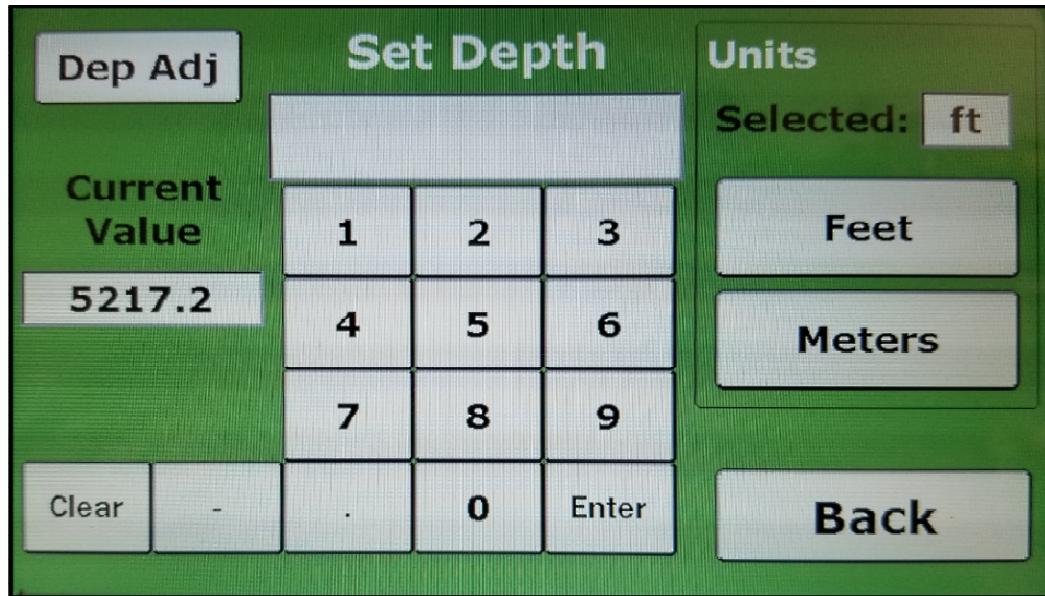 Dep Adj
Set Depth
Current
Value
5217.2
1 2 3
4 5 6
7 8 9
Clear - . 0 Enter
Units
Selected: ft
Feet
Meters
Back